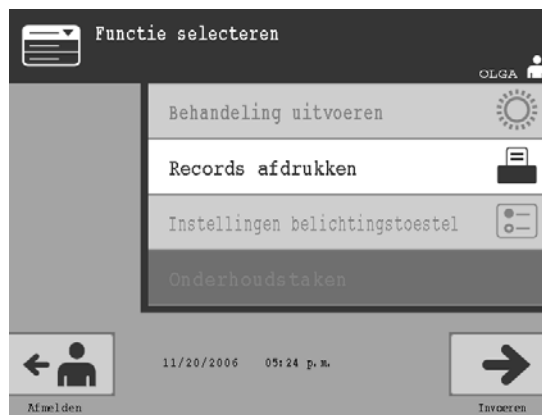 Functie selecteren
OLGA
Behandeling uitvoeren
Records afdrukken
Instellingen belichtingstoestel
Onderhoudstaken
11/20/2006 05:24 p.m.
Afmelden
Invoeren